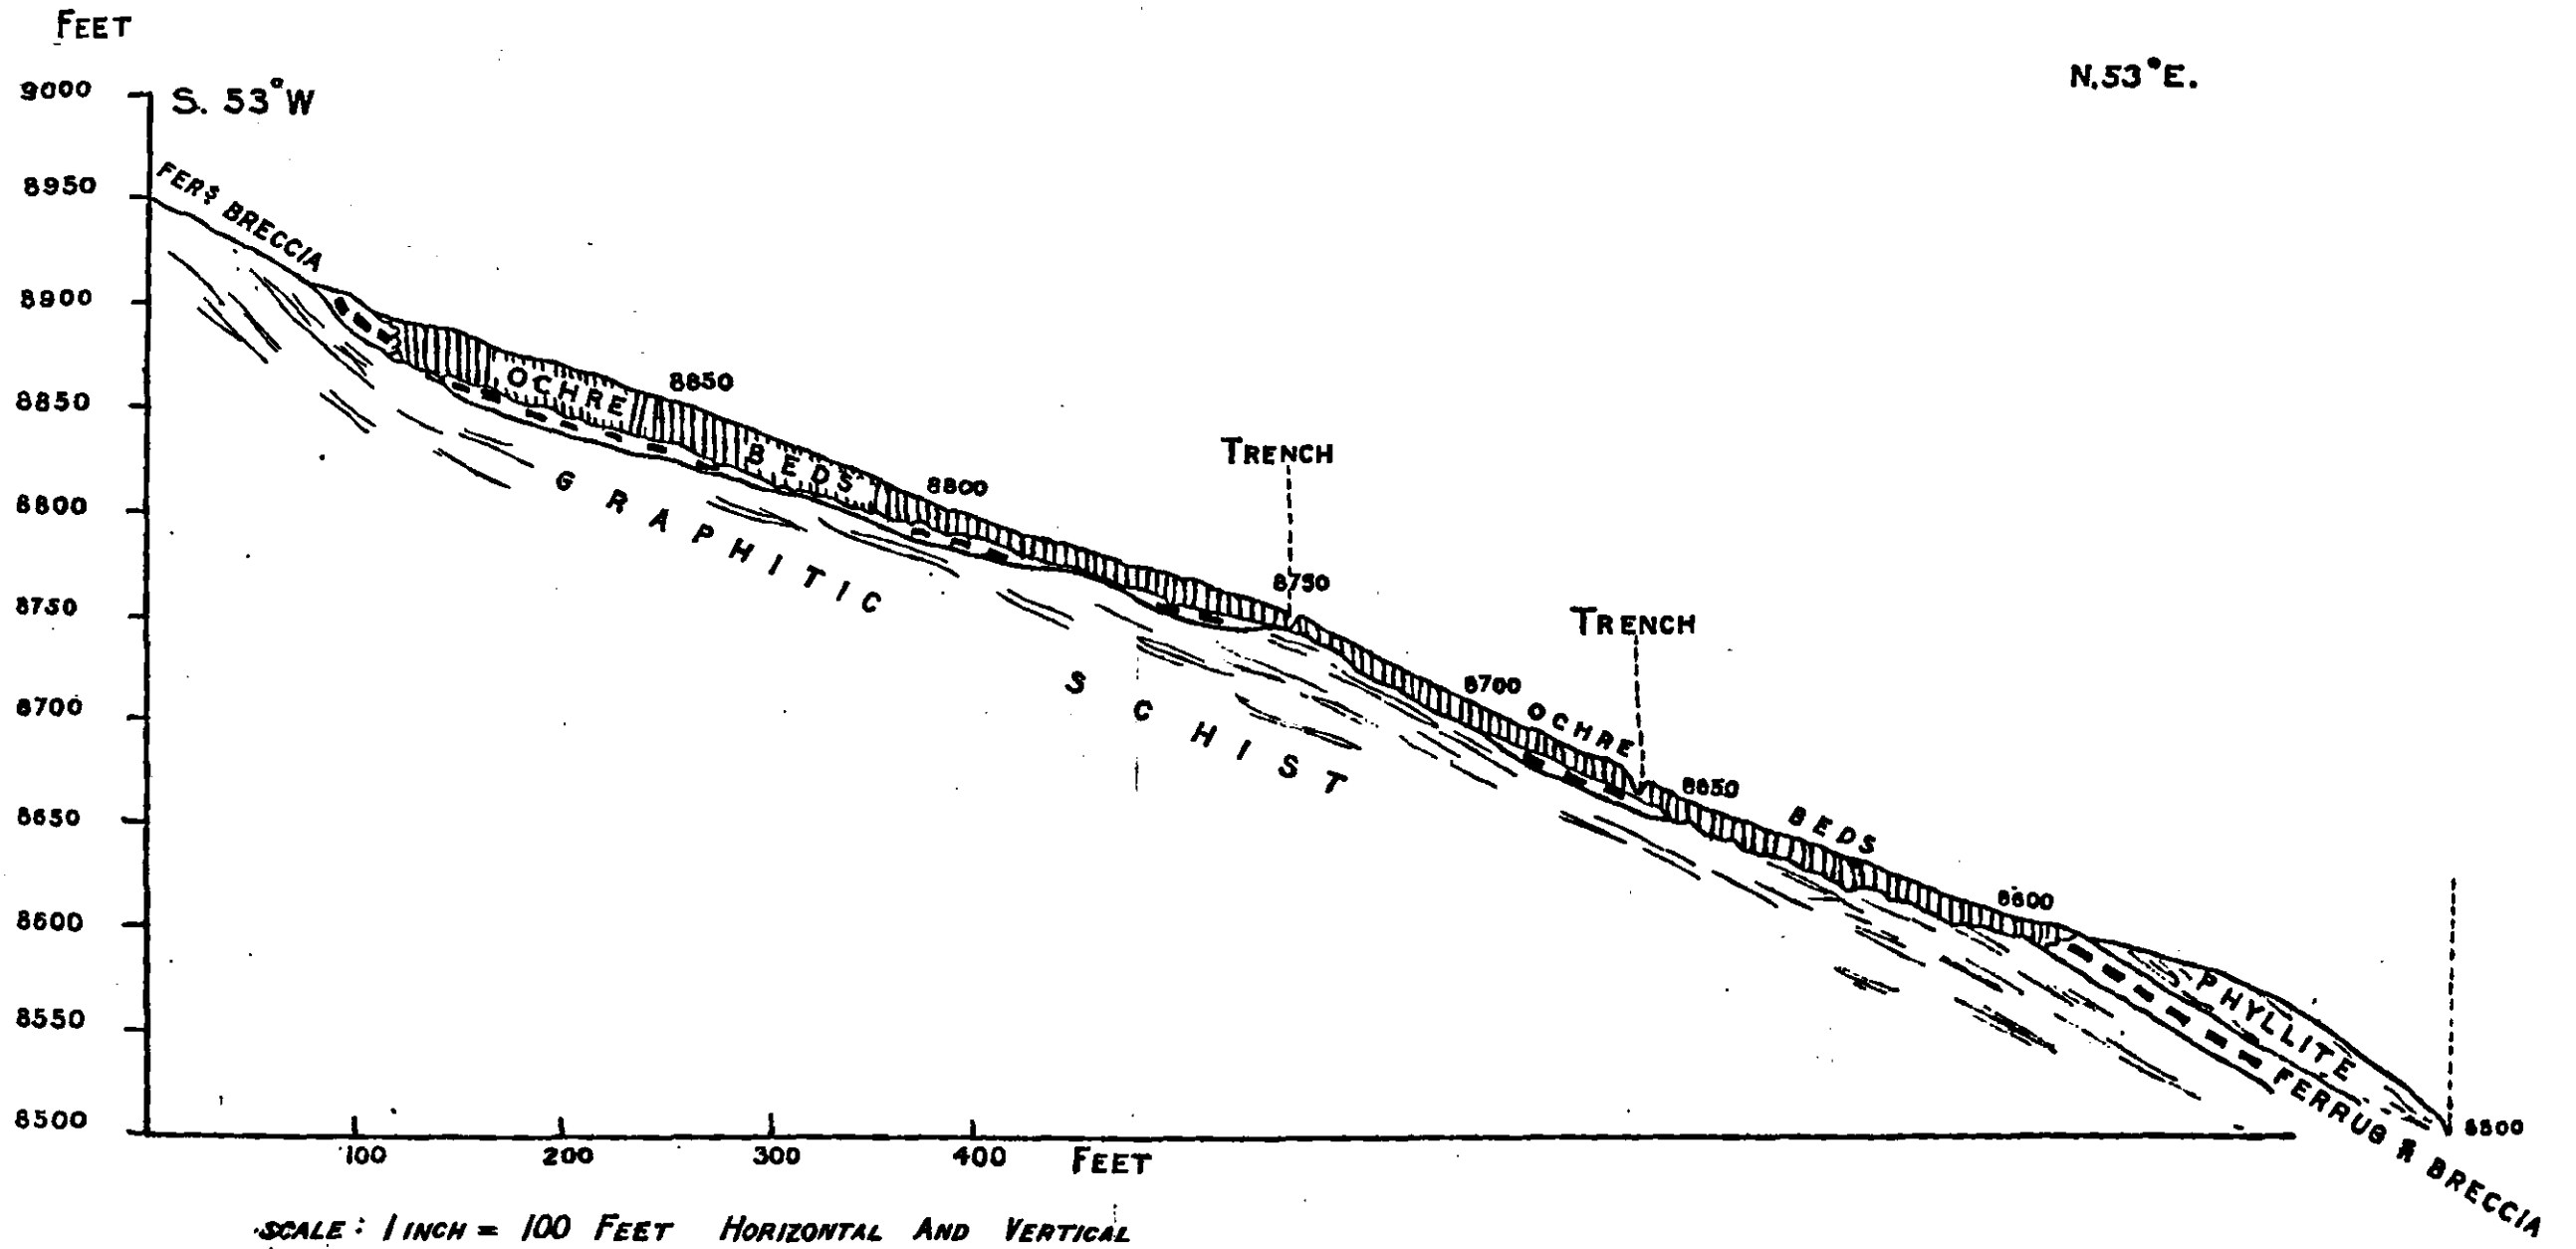 FEET
N.53°E.
9000
S. 53°W
8950
FERS BRECCIA
8900
8850
OCHRE BEDS
8850
8800
8800
TRENCH
GRAPHITIC SCHIST
8750
8750
TRENCH
8700
8700
OCHRE BEDS
8650
8650
8600
8600
PHYLLITE
8550
FERRUG BRECCIA
8500
8500
100 200 300 400 FEET
SCALE: 1 INCH = 100 FEET HORIZONTAL AND VERTICAL